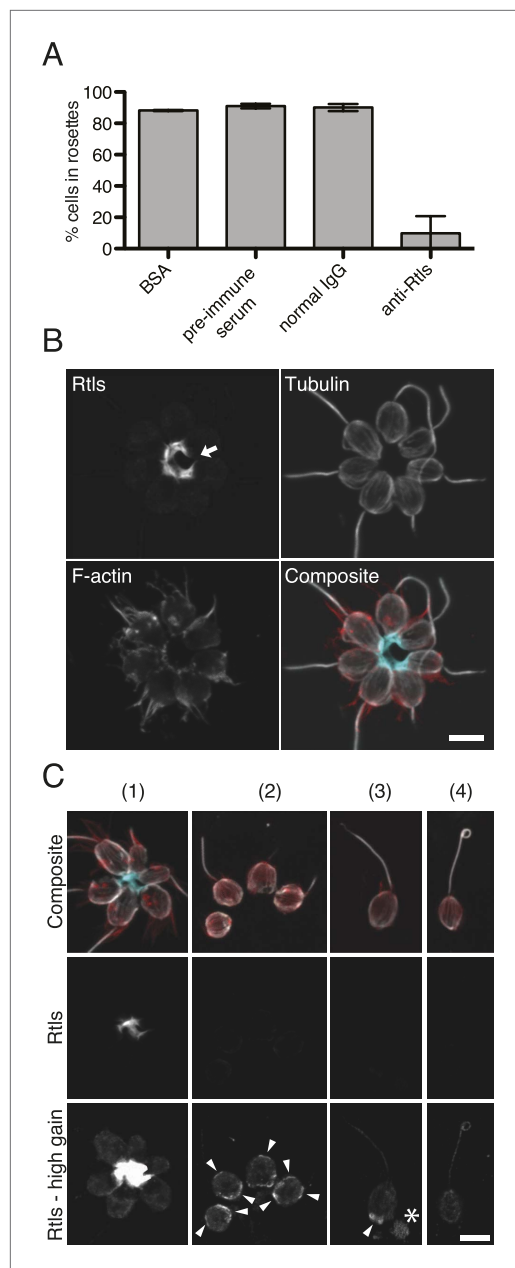 A
% cells in rosettes
100
80
60
40
20
0
BSA
pre-immune
serum
normal IgG
anti-Rtls
B
Rtls
Tubulin
F-actin
Composite
C
(1)
(2)
(3)
(4)
Composite
Rtls
Rtls - high gain
*